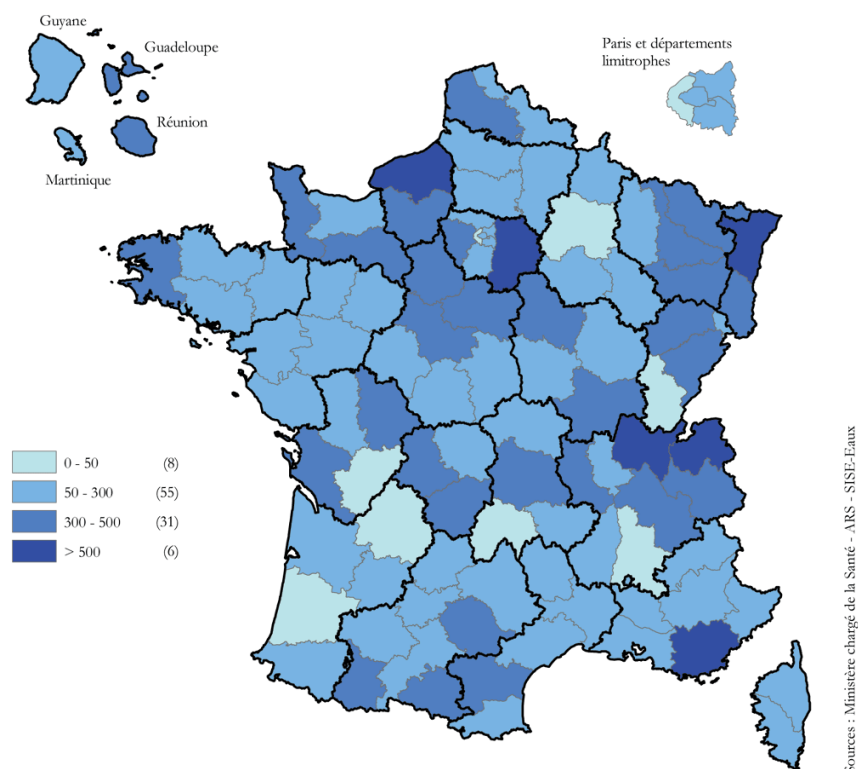 Guyane
Guadeloupe
Réunion
Martinique
Paris et départements
limitrophes
0 - 50 (8)
50 - 300 (55)
300 - 500 (31)
> 500 (6)
Sources : Ministère chargé de la Santé - ARS - SISE-Eaux